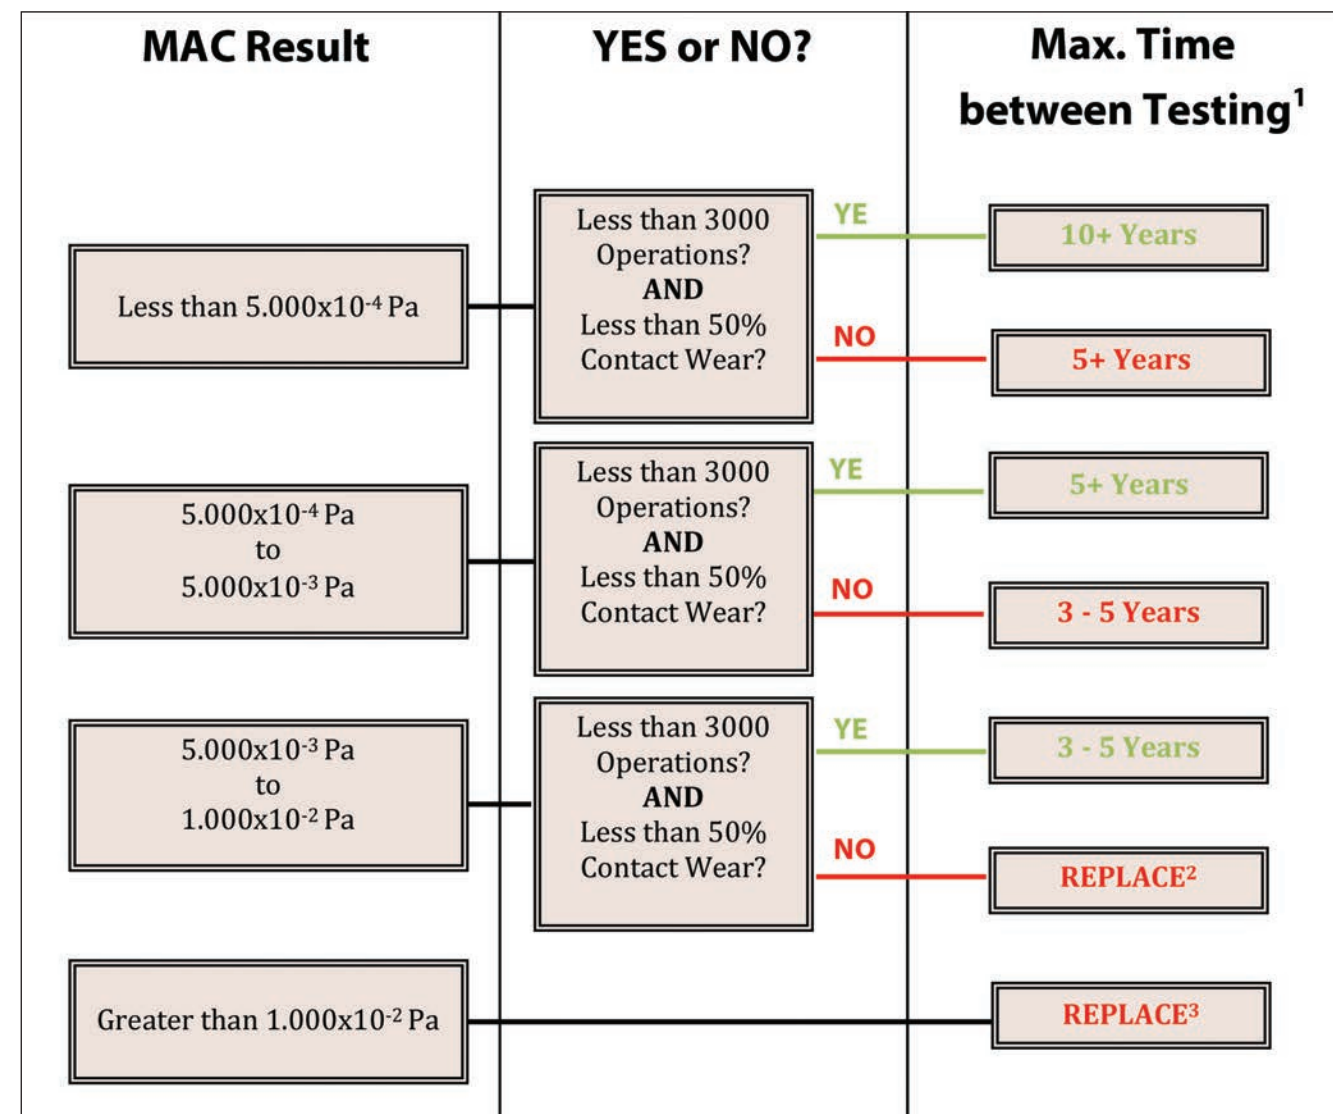 MAC Result
YES or NO?
Max. Time
between Testing¹
Less than 5.000x10⁻⁴ Pa
Less than 3000
Operations?
AND
Less than 50%
Contact Wear?
YE
10+ Years
NO
5+ Years
5.000x10⁻⁴ Pa
to
5.000x10⁻³ Pa
Less than 3000
Operations?
AND
Less than 50%
Contact Wear?
YE
5+ Years
NO
3 - 5 Years
5.000x10⁻³ Pa
to
1.000x10⁻² Pa
Less than 3000
Operations?
AND
Less than 50%
Contact Wear?
YE
3 - 5 Years
NO
REPLACE²
Greater than 1.000x10⁻² Pa
REPLACE³